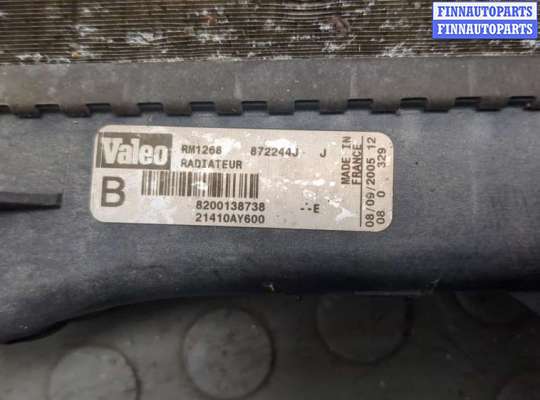 FINNAUTOPARTS
FINNAUTOPARTS
Valeo
RM1268 872244J J
RADIATEUR
B
8200138738 -·-E
21410AY600
MADE IN
FRANCE
08/09/2005 12
08 0 329